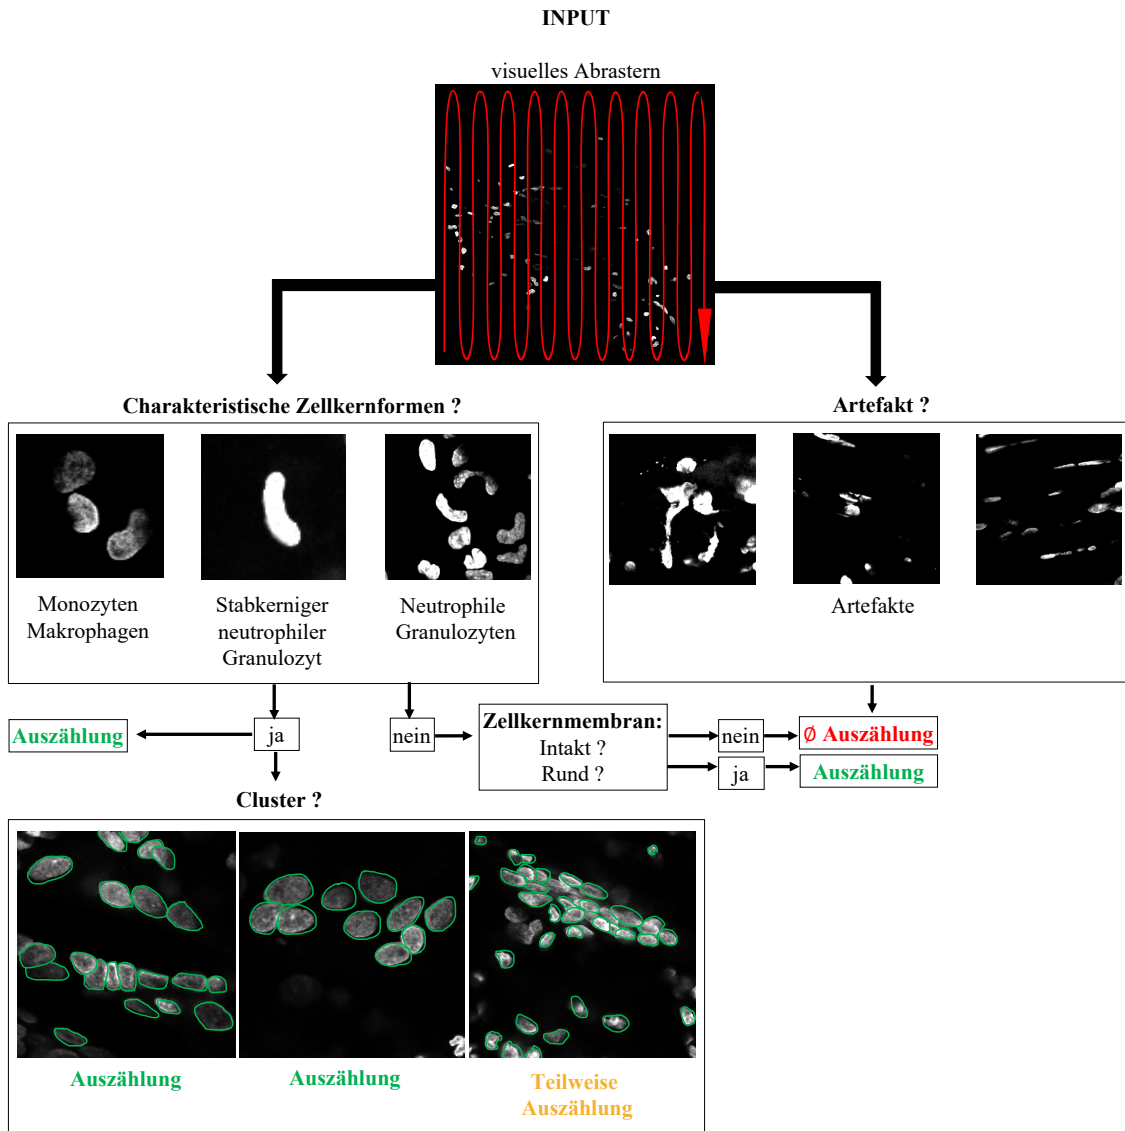 INPUT
visuelles Abrastern
Charakteristische Zellkernformen ?
Artefakt ?
Monozyten
Makrophagen
Stabkerniger
neutrophiler
Granulozyt
Neutrophile
Granulozyten
Artefakte
Auszählung
ja
nein
Zellkernmembran:
Intakt ?
Rund ?
nein
Ø Auszählung
ja
Auszählung
Cluster ?
Auszählung
Auszählung
Teilweise
Auszählung